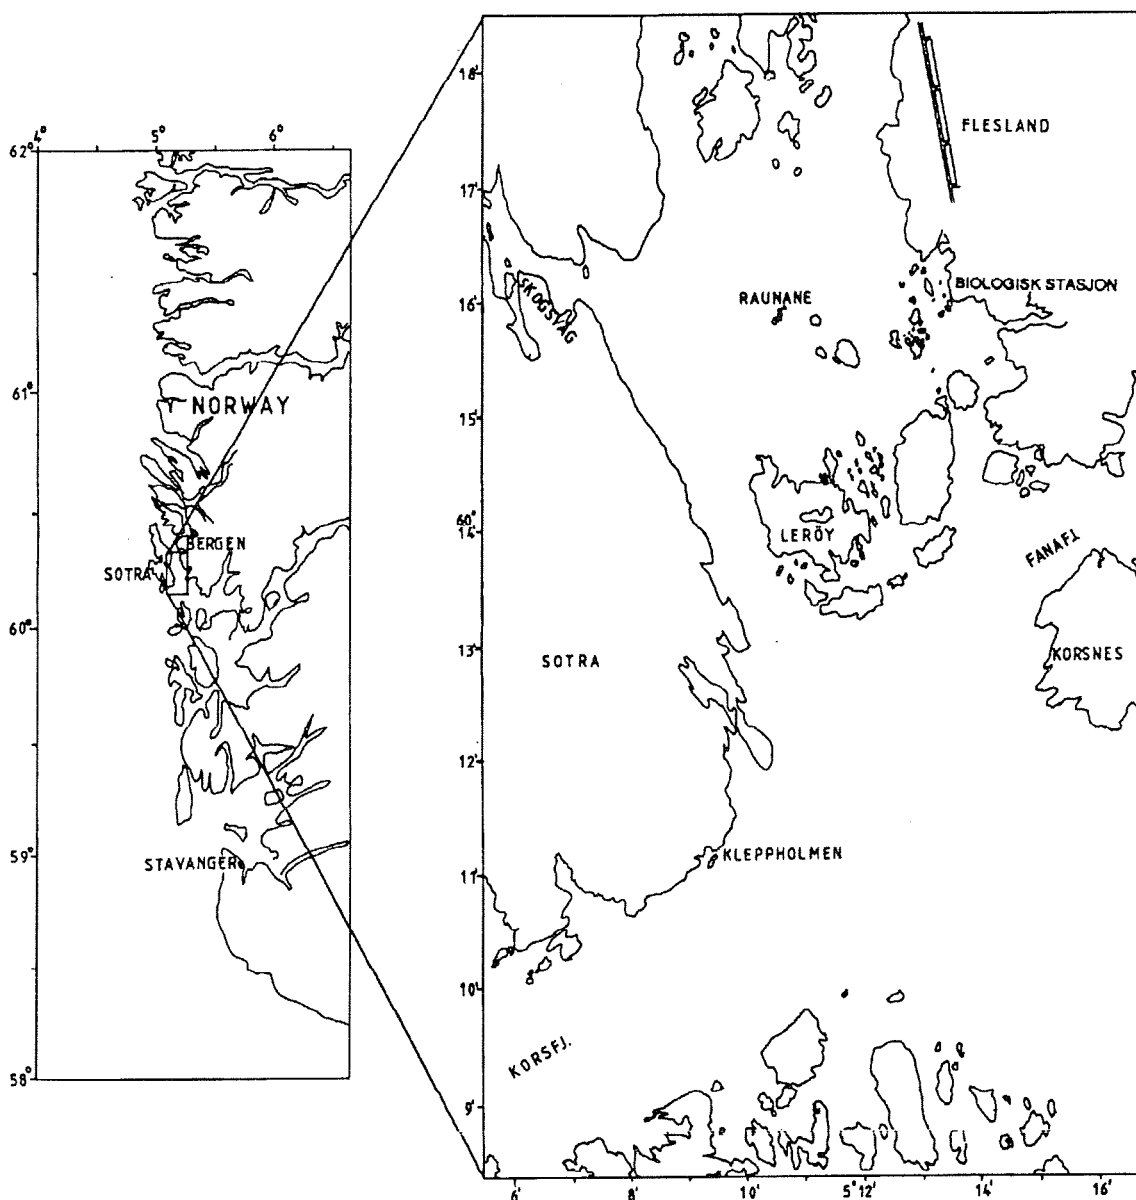 4°
5°
6°
62°
61°
60°
59°
58°
NORWAY
BERGEN
SOTRA
STAVANGER
18'
17'
16'
15'
60°
14'
13'
12'
11'
10'
9'
6'
8'
10'
5° 12'
14'
16'
FLESLAND
BIOLOGISK STASJON
RAUNANE
SKOGSVÅG
LERÖY
FANAFJ.
SOTRA
KORSNES
KLEPPHOLMEN
KORSFJ.